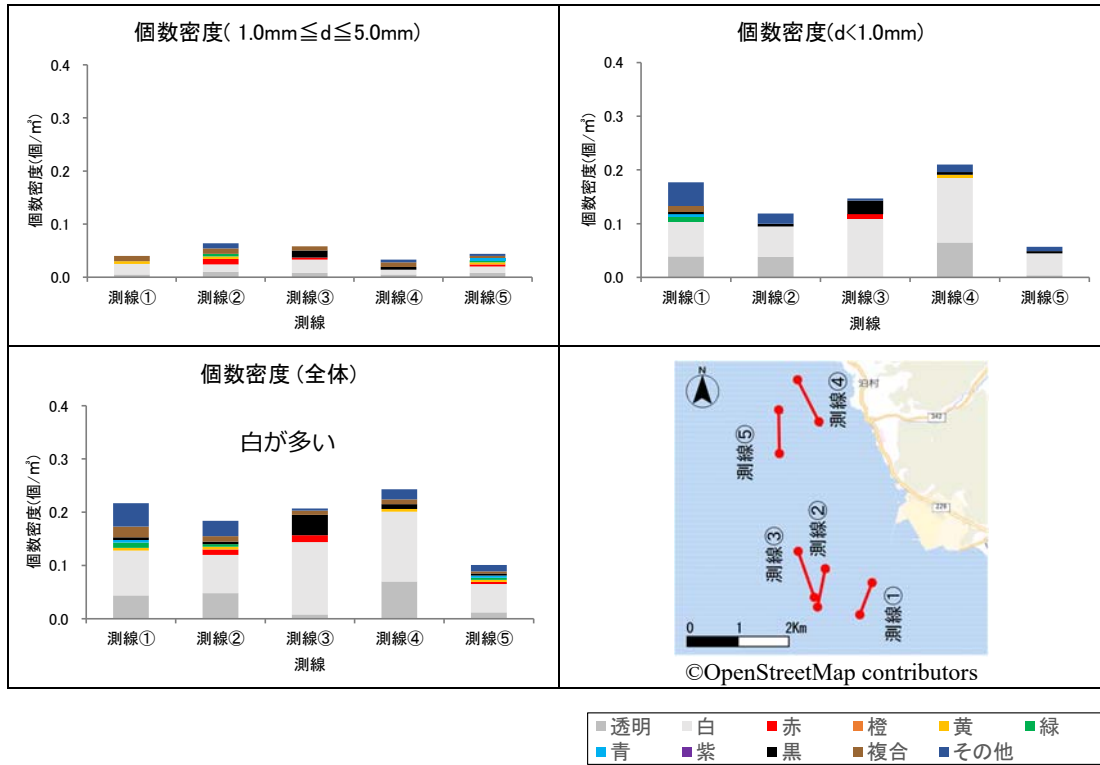 個数密度( 1.0mm≦d≦5.0mm)
0.4
0.3
0.2
0.1
0.0
個数密度(個/㎥)
測線① 測線② 測線③ 測線④ 測線⑤
測線
個数密度(d<1.0mm)
0.4
0.3
0.2
0.1
0.0
個数密度(個/㎥)
測線① 測線② 測線③ 測線④ 測線⑤
測線
個数密度 (全体)
白が多い
0.4
0.3
0.2
0.1
0.0
個数密度(個/㎥)
測線① 測線② 測線③ 測線④ 測線⑤
測線
N
泊村
342
229
測線④
測線⑤
測線②
測線③
測線①
0 1 2Km
©OpenStreetMap contributors
透明 白 赤 橙 黄 緑
青 紫 黒 複合 その他